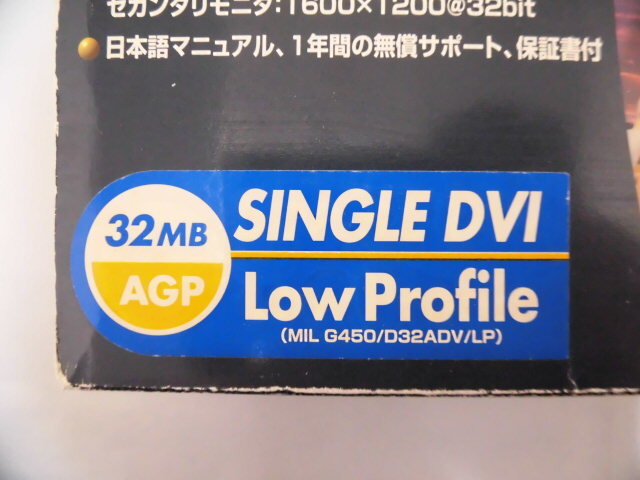 セカンダリモニタ:1600×1200@32bit
日本語マニュアル、1年間の無償サポート、保証書付
32MB
AGP
SINGLE DVI
Low Profile
(MIL G450/D32ADV/LP)